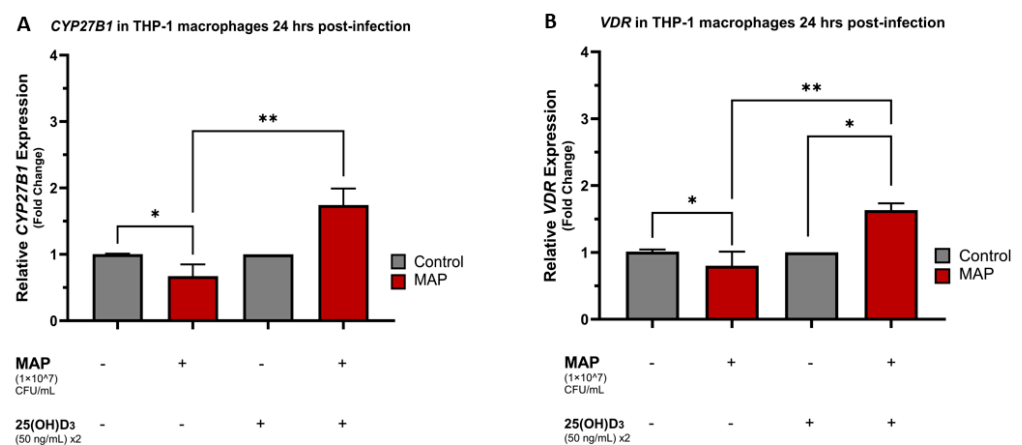 A CYP27B1 in THP-1 macrophages 24 hrs post-infection
Relative CYP27B1 Expression
(Fold Change)
4
3
2
1
0
*
**
Control
MAP
MAP - + - +
(1×10^7)
CFU/mL
25(OH)D3 - - + +
(50 ng/mL) x2
B VDR in THP-1 macrophages 24 hrs post-infection
Relative VDR Expression
(Fold Change)
4
3
2
1
0
*
**
*
Control
MAP
MAP - + - +
(1×10^7)
CFU/mL
25(OH)D3 - - + +
(50 ng/mL) x2